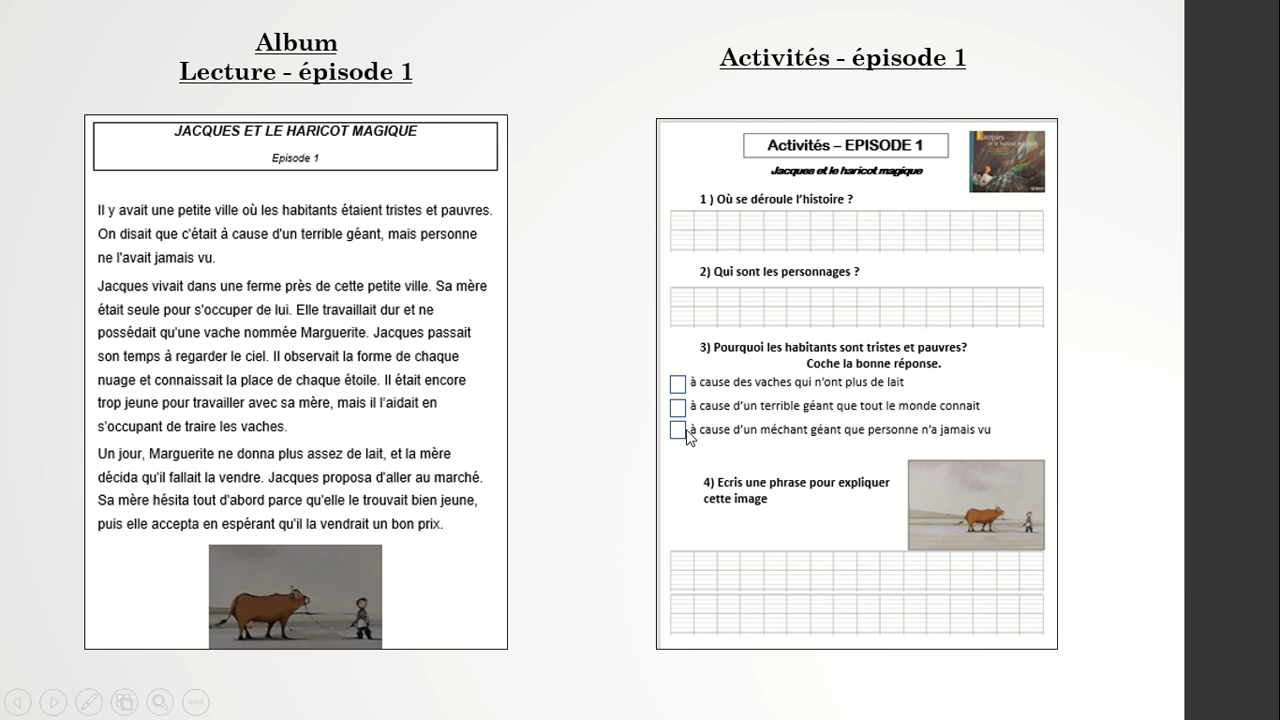 Album
Lecture - épisode 1
JACQUES ET LE HARICOT MAGIQUE
Episode 1
Il y avait une petite ville où les habitants étaient tristes et pauvres.
On disait que c'était à cause d'un terrible géant, mais personne
ne l'avait jamais vu.
Jacques vivait dans une ferme près de cette petite ville. Sa mère
était seule pour s'occuper de lui. Elle travaillait dur et ne
possédait qu'une vache nommée Marguerite. Jacques passait
son temps à regarder le ciel. Il observait la forme de chaque
nuage et connaissait la place de chaque étoile. Il était encore
trop jeune pour travailler avec sa mère, mais il l'aidait en
s'occupant de traire les vaches.
Un jour, Marguerite ne donna plus assez de lait, et la mère
décida qu'il fallait la vendre. Jacques proposa d'aller au marché.
Sa mère hésita tout d'abord parce qu'elle le trouvait bien jeune,
puis elle accepta en espérant qu'il la vendrait un bon prix.
Activités - épisode 1
Activités – EPISODE 1
Jacques et le haricot magique
Jacques
et le haricot magique
1 ) Où se déroule l'histoire ?
2) Qui sont les personnages ?
3) Pourquoi les habitants sont tristes et pauvres?
Coche la bonne réponse.
à cause des vaches qui n'ont plus de lait
à cause d'un terrible géant que tout le monde connait
à cause d'un méchant géant que personne n'a jamais vu
4) Ecris une phrase pour expliquer
cette image